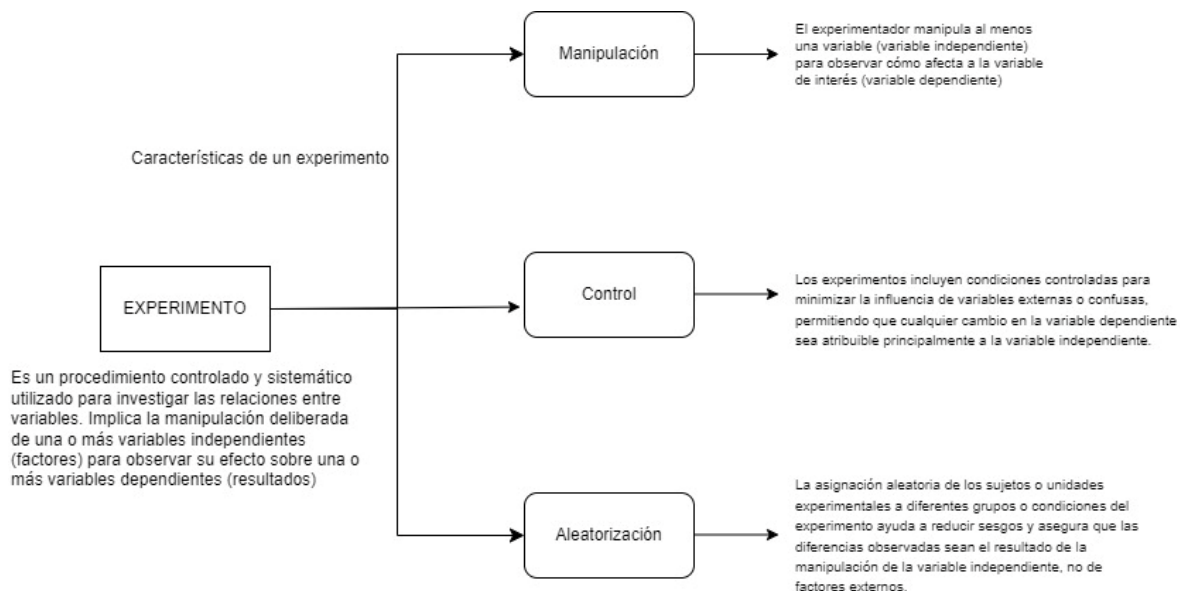 Manipulación
El experimentador manipula al menos
una variable (variable independiente)
para observar cómo afecta a la variable
de interés (variable dependiente)
Características de un experimento
EXPERIMENTO
Es un procedimiento controlado y sistemático
utilizado para investigar las relaciones entre
variables. Implica la manipulación deliberada
de una o más variables independientes
(factores) para observar su efecto sobre una o
más variables dependientes (resultados)
Control
Los experimentos incluyen condiciones controladas para
minimizar la influencia de variables externas o confusas,
permitiendo que cualquier cambio en la variable dependiente
sea atribuible principalmente a la variable independiente.
Aleatorización
La asignación aleatoria de los sujetos o unidades
experimentales a diferentes grupos o condiciones del
experimento ayuda a reducir sesgos y asegura que las
diferencias observadas sean el resultado de la
manipulación de la variable independiente, no de
factores externos.